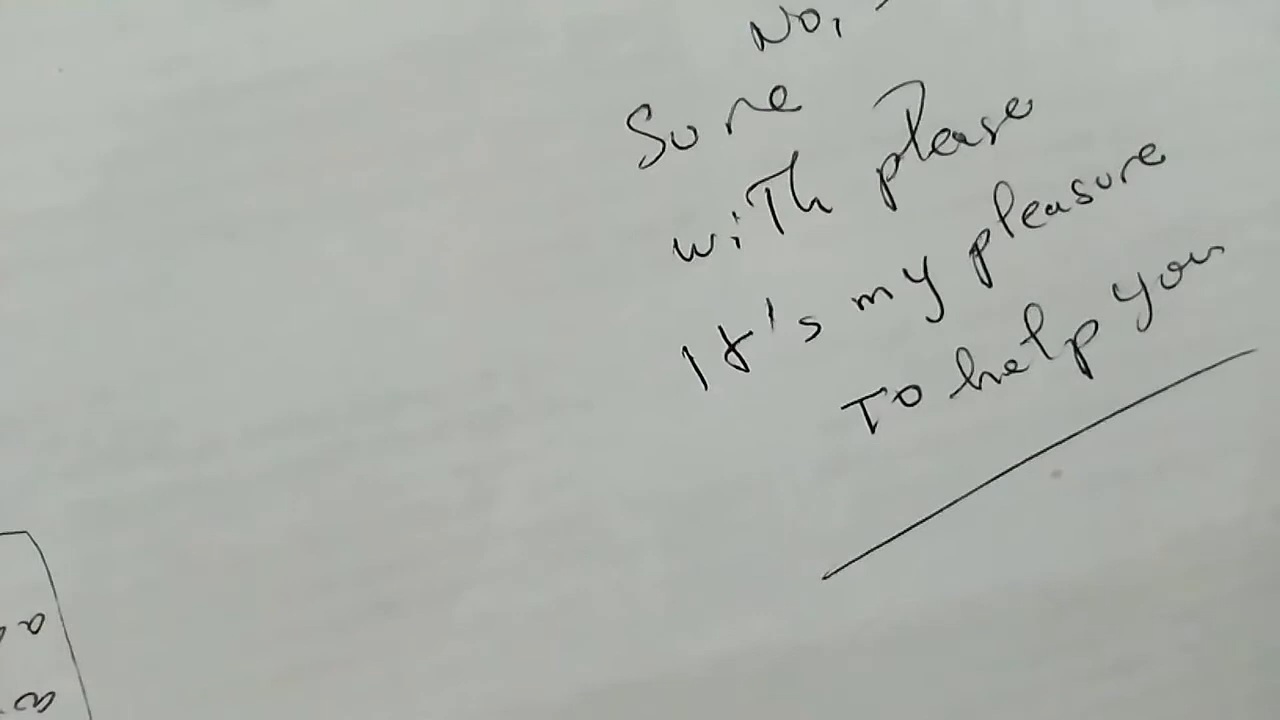 No,
Sure
with please
It's my pleasure
To help you